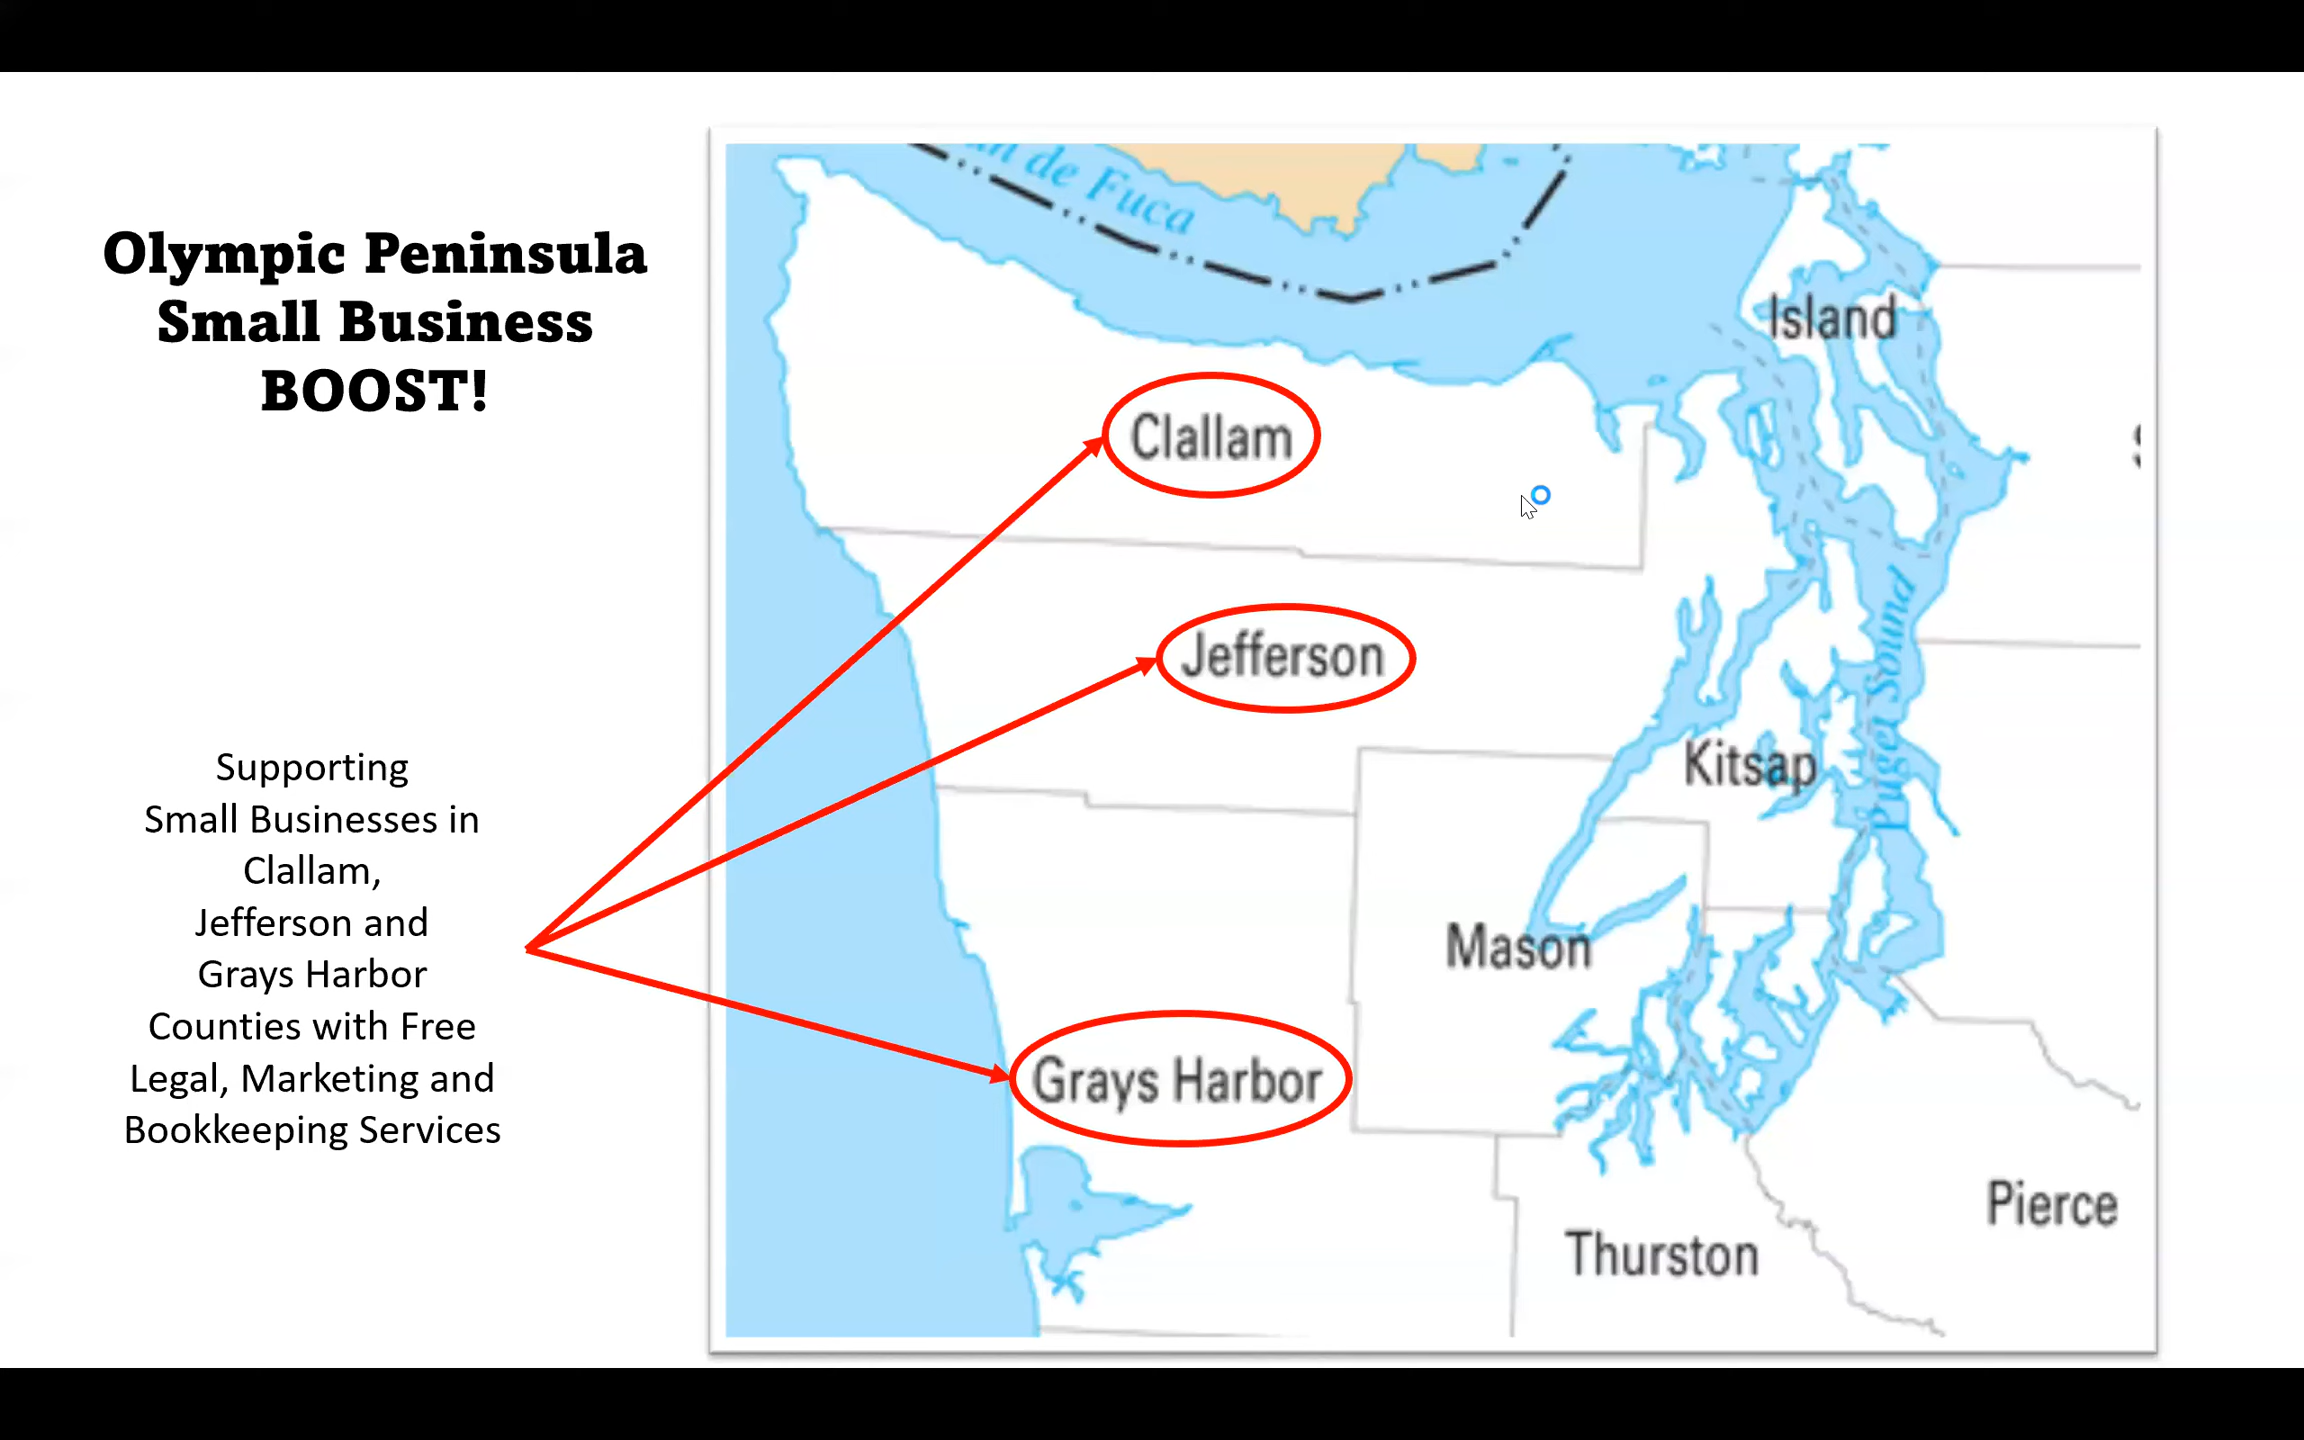 Olympic Peninsula
Small Business
BOOST!
Supporting
Small Businesses in
Clallam,
Jefferson and
Grays Harbor
Counties with Free
Legal, Marketing and
Bookkeeping Services
de Fuca
Island
Clallam
Jefferson
Puget Sound
Kitsap
Mason
Grays Harbor
Pierce
Thurston